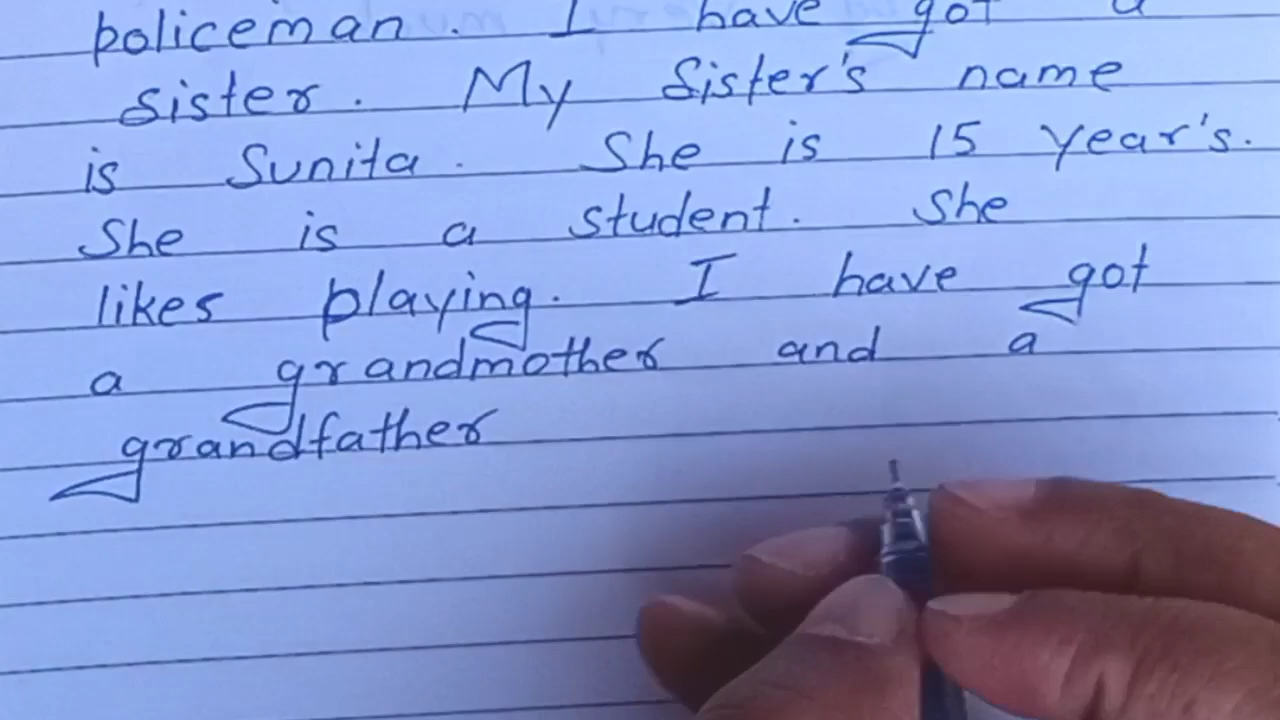 policeman. I have got a
sister. My Sister's name
is Sunita. She is 15 year's.
She is a student. She
likes playing. I have got
a grandmother and a
grandfather